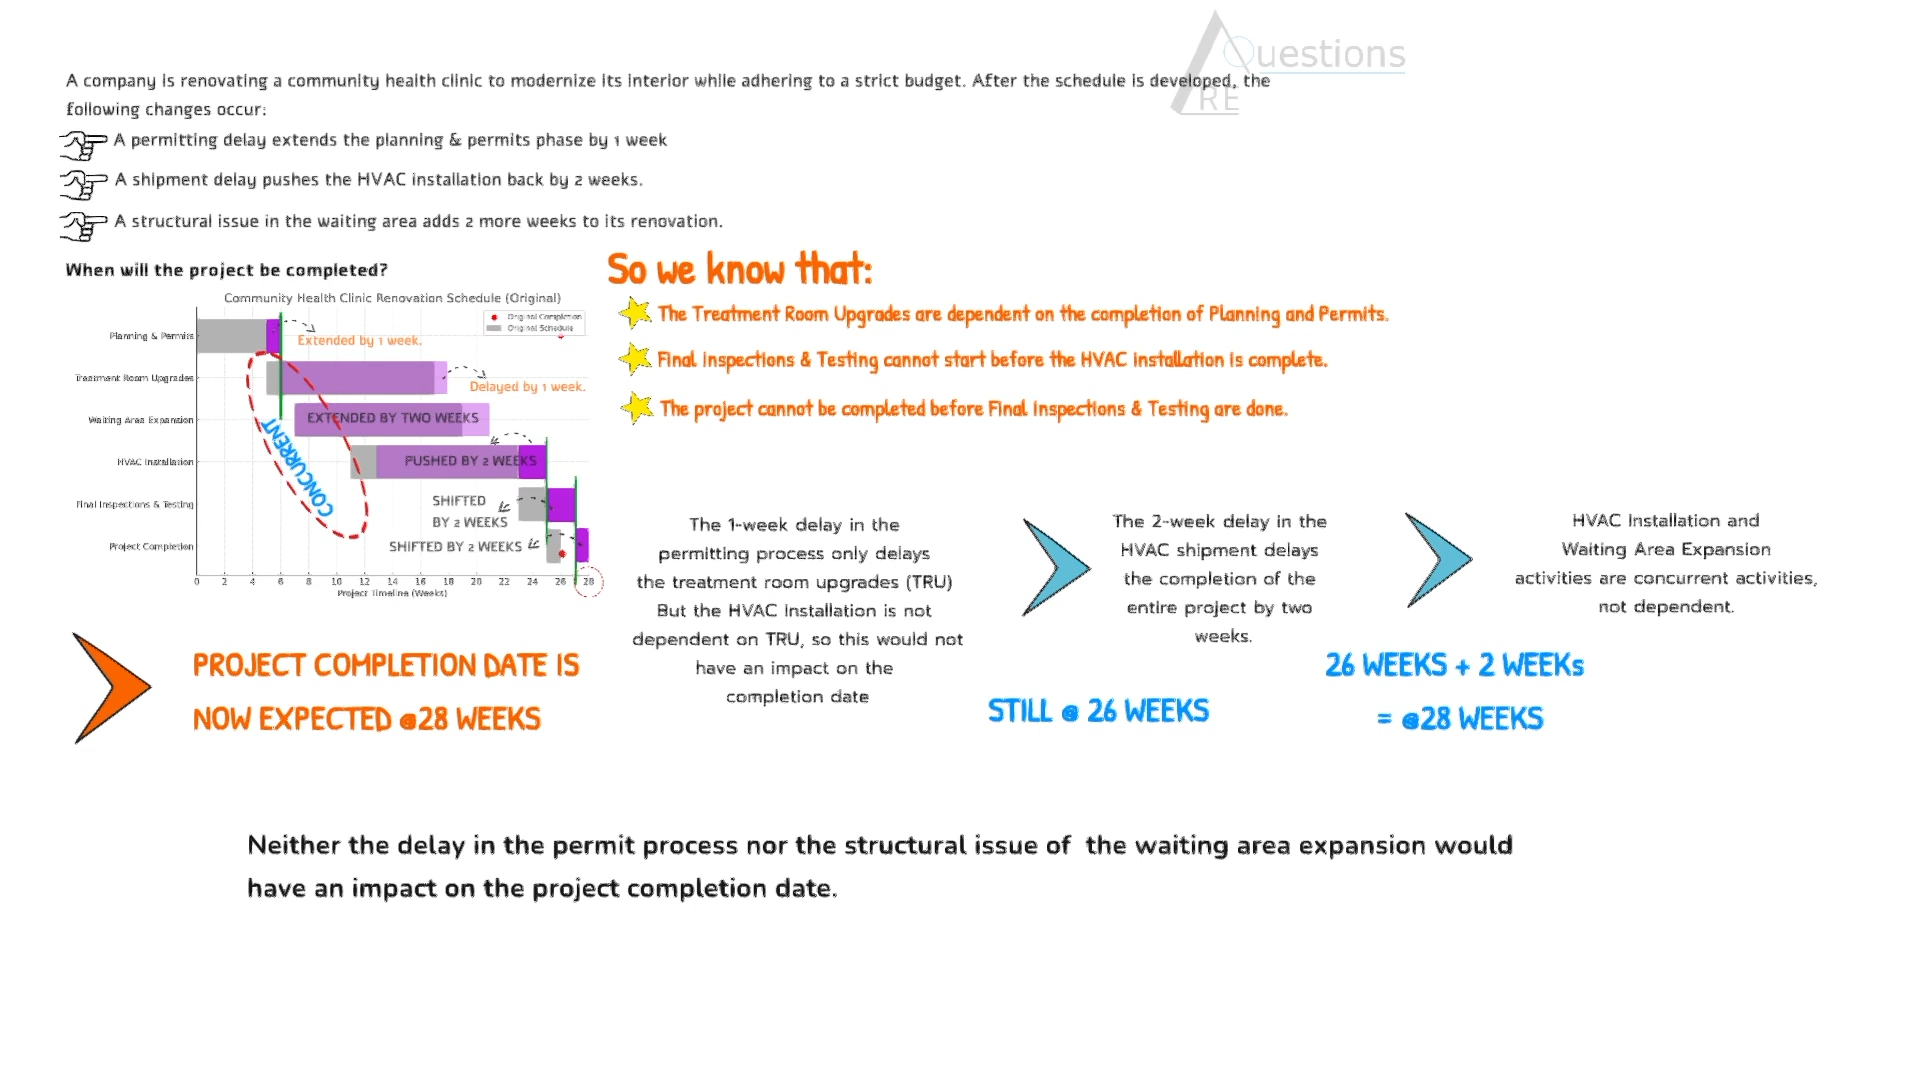 Questions
ARE
A company is renovating a community health clinic to modernize its interior while adhering to a strict budget. After the schedule is developed, the
following changes occur:
A permitting delay extends the planning & permits phase by 1 week
A shipment delay pushes the HVAC installation back by 2 weeks.
A structural issue in the waiting area adds 2 more weeks to its renovation.
When will the project be completed?
So we know that:
The Treatment Room Upgrades are dependent on the completion of Planning and Permits.
Final Inspections & Testing cannot start before the HVAC installation is complete.
The project cannot be completed before Final Inspections & Testing are done.
Community Health Clinic Renovation Schedule (Original)
Original Completion
Original Schedule
Planning & Permits
Extended by 1 week.
Treatment Room Upgrades
Delayed by 1 week.
Waiting Area Expansion
EXTENDED BY TWO WEEKS
HVAC Installation
PUSHED BY 2 WEEKS
CONCURRENT
Final Inspections & Testing
SHIFTED
BY 2 WEEKS
Project Completion
SHIFTED BY 2 WEEKS
0 2 4 6 8 10 12 14 16 18 20 22 24 26 28
Project Timeline (Weeks)
The 1-week delay in the
permitting process only delays
the treatment room upgrades (TRU)
But the HVAC Installation is not
dependent on TRU, so this would not
have an impact on the
completion date
STILL @ 26 WEEKS
The 2-week delay in the
HVAC shipment delays
the completion of the
entire project by two
weeks.
26 WEEKS + 2 WEEKs
= @28 WEEKS
HVAC Installation and
Waiting Area Expansion
activities are concurrent activities,
not dependent.
PROJECT COMPLETION DATE IS
NOW EXPECTED @28 WEEKS
Neither the delay in the permit process nor the structural issue of the waiting area expansion would
have an impact on the project completion date.